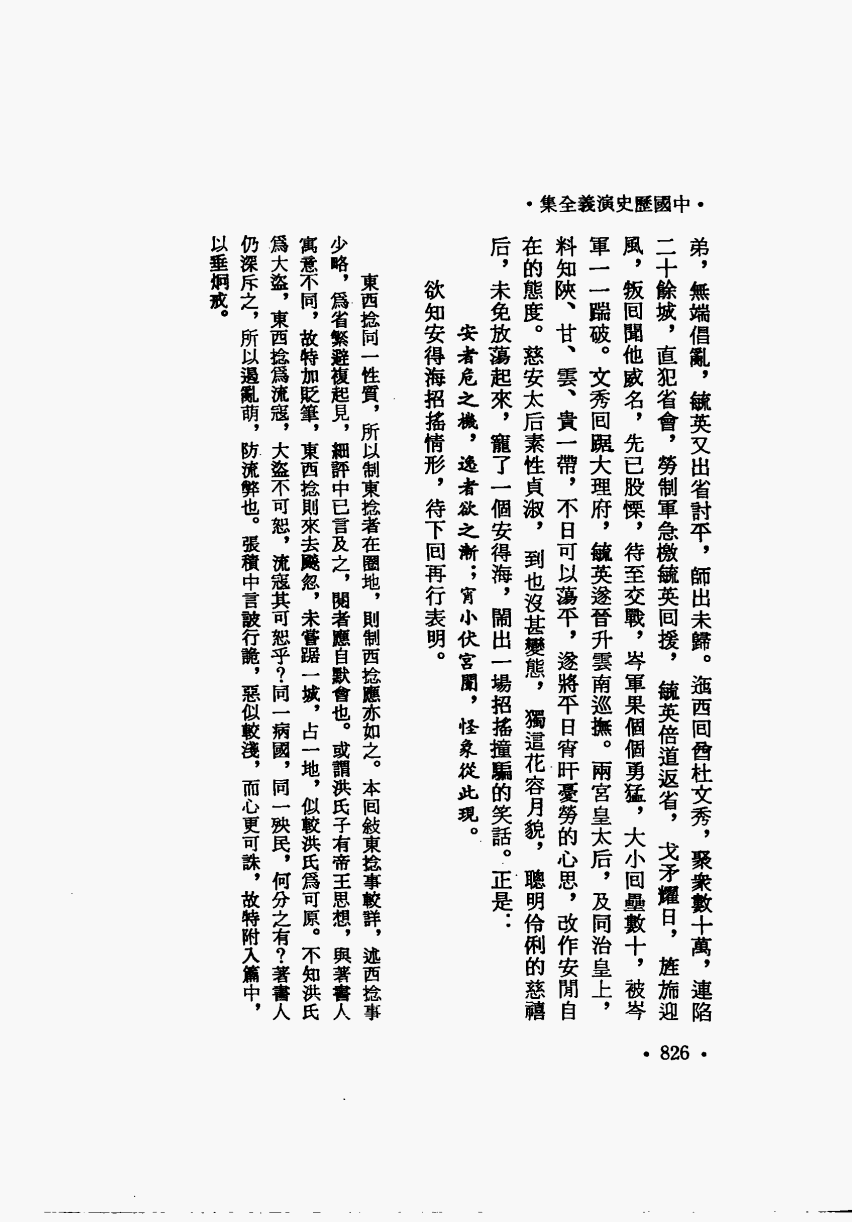 ・中國歷史演義全集・
弟，無端倡亂，毓英又出省討平，師出未歸。迤西回酋杜文秀，聚衆數十萬，連陷
二十餘城，直犯省會，勞制軍急檄毓英回援，毓英倍道返省，戈矛耀日，旌旆迎
風，叛回聞他威名，先已股慄，待至交戰，岑軍果個個勇猛，大小回壘數十，被岑
軍一一踹破。文秀回踞大理府，毓英遂晉升雲南巡撫。兩宮皇太后，及同治皇上，
料知陝、甘、雲、貴一帶，不日可以蕩平，遂將平日宵旰憂勞的心思，改作安閒自
在的態度。慈安太后素性貞淑，到也沒甚變態，獨這花容月貌，聰明伶俐的慈禧
后，未免放蕩起來，寵了一個安得海，鬧出一場招搖撞騙的笑話。正是：
安者危之機，逸者欲之漸；宵小伏宮闈，怪象從此現。
欲知安得海招搖情形，待下回再行表明。
東西捻同一性質，所以制東捻者在圈地，則制西捻應亦如之。本回敍東捻事較詳，述西捻事
少略，爲省繁避複起見，細評中已言及之，閱者應自默會也。或謂洪氏子有帝王思想，與著書人
寓意不同，故特加貶筆，東西捻則來去飈忽，未嘗踞一城，占一地，似較洪氏爲可原。不知洪氏
爲大盜，東西捻爲流寇，大盜不可恕，流寇其可恕乎？同一病國，同一殃民，何分之有？著書人
仍深斥之，所以遏亂萌，防流弊也。張積中言詖行詭，惡似較淺，而心更可誅，故特附入篇中，
以垂炯戒。
・826・